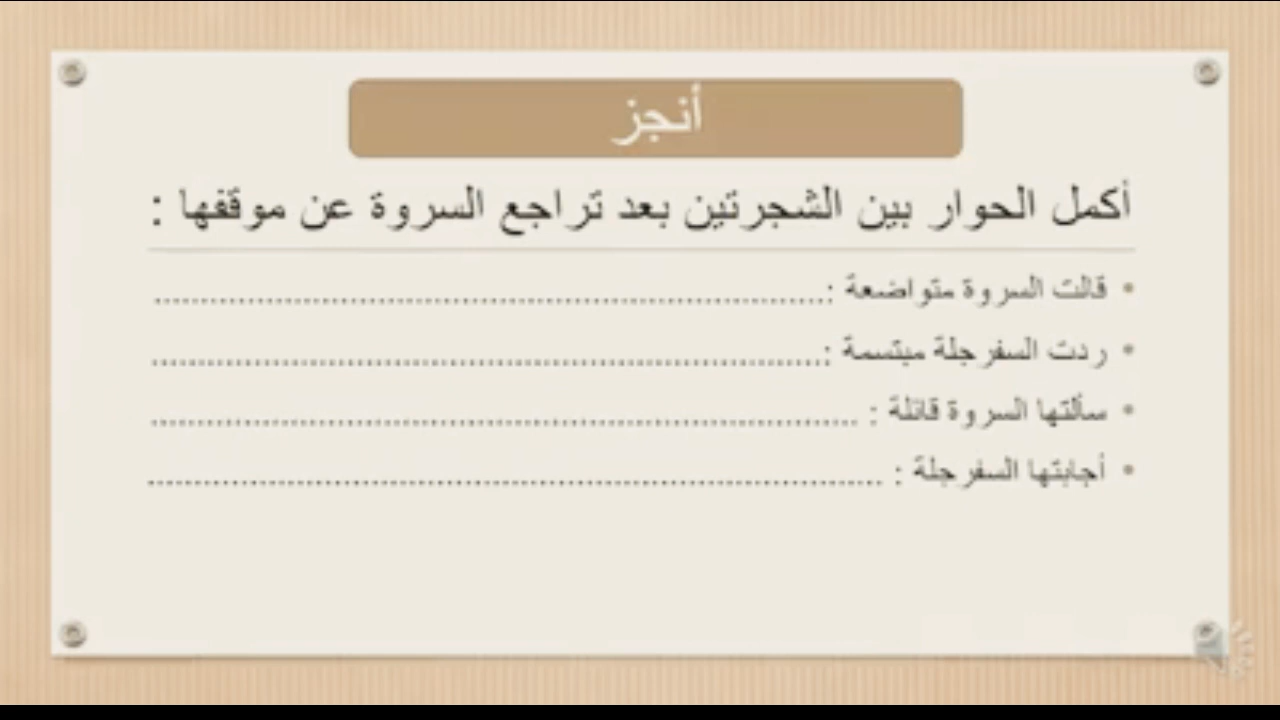 أنجز
أكمل الحوار بين الشجرتين بعد تراجع السروة عن موقفها :
• قالت السروة متواضعة :......................................................................
• ردت السفرجلة مبتسمة :......................................................................
• سألتها السروة قائلة : ......................................................................
• أجابتها السفرجلة : ......................................................................